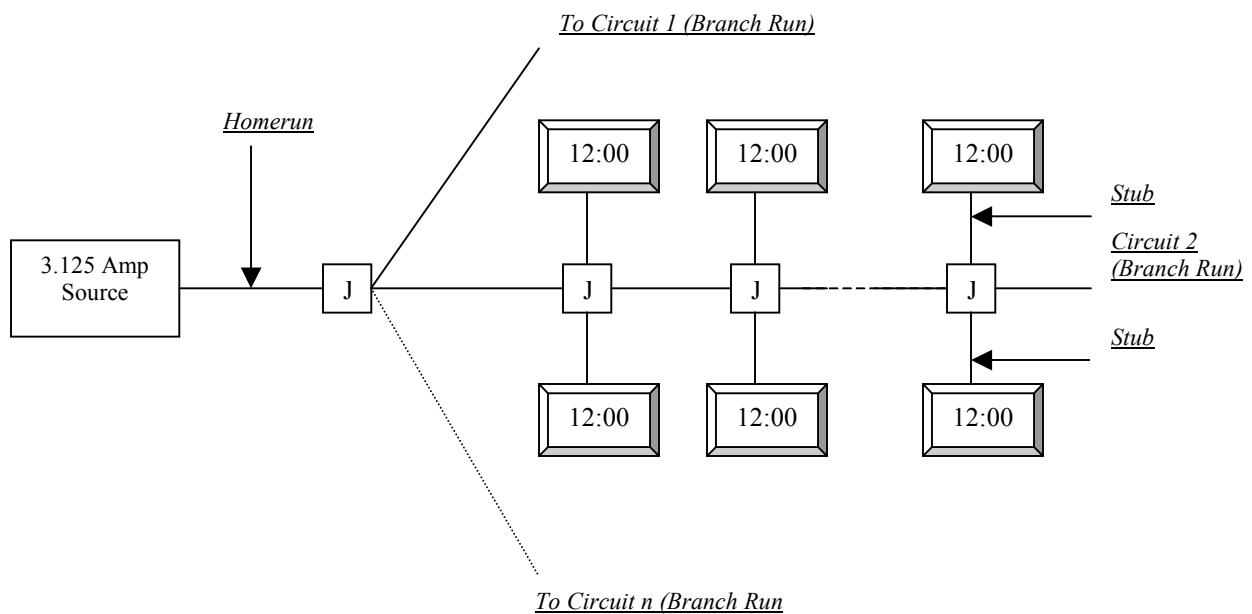 To Circuit 1 (Branch Run)
Homerun
12:00
12:00
12:00
Stub
3.125 Amp
Source
J
J
J
J
Circuit 2
(Branch Run)
Stub
12:00
12:00
12:00
To Circuit n (Branch Run